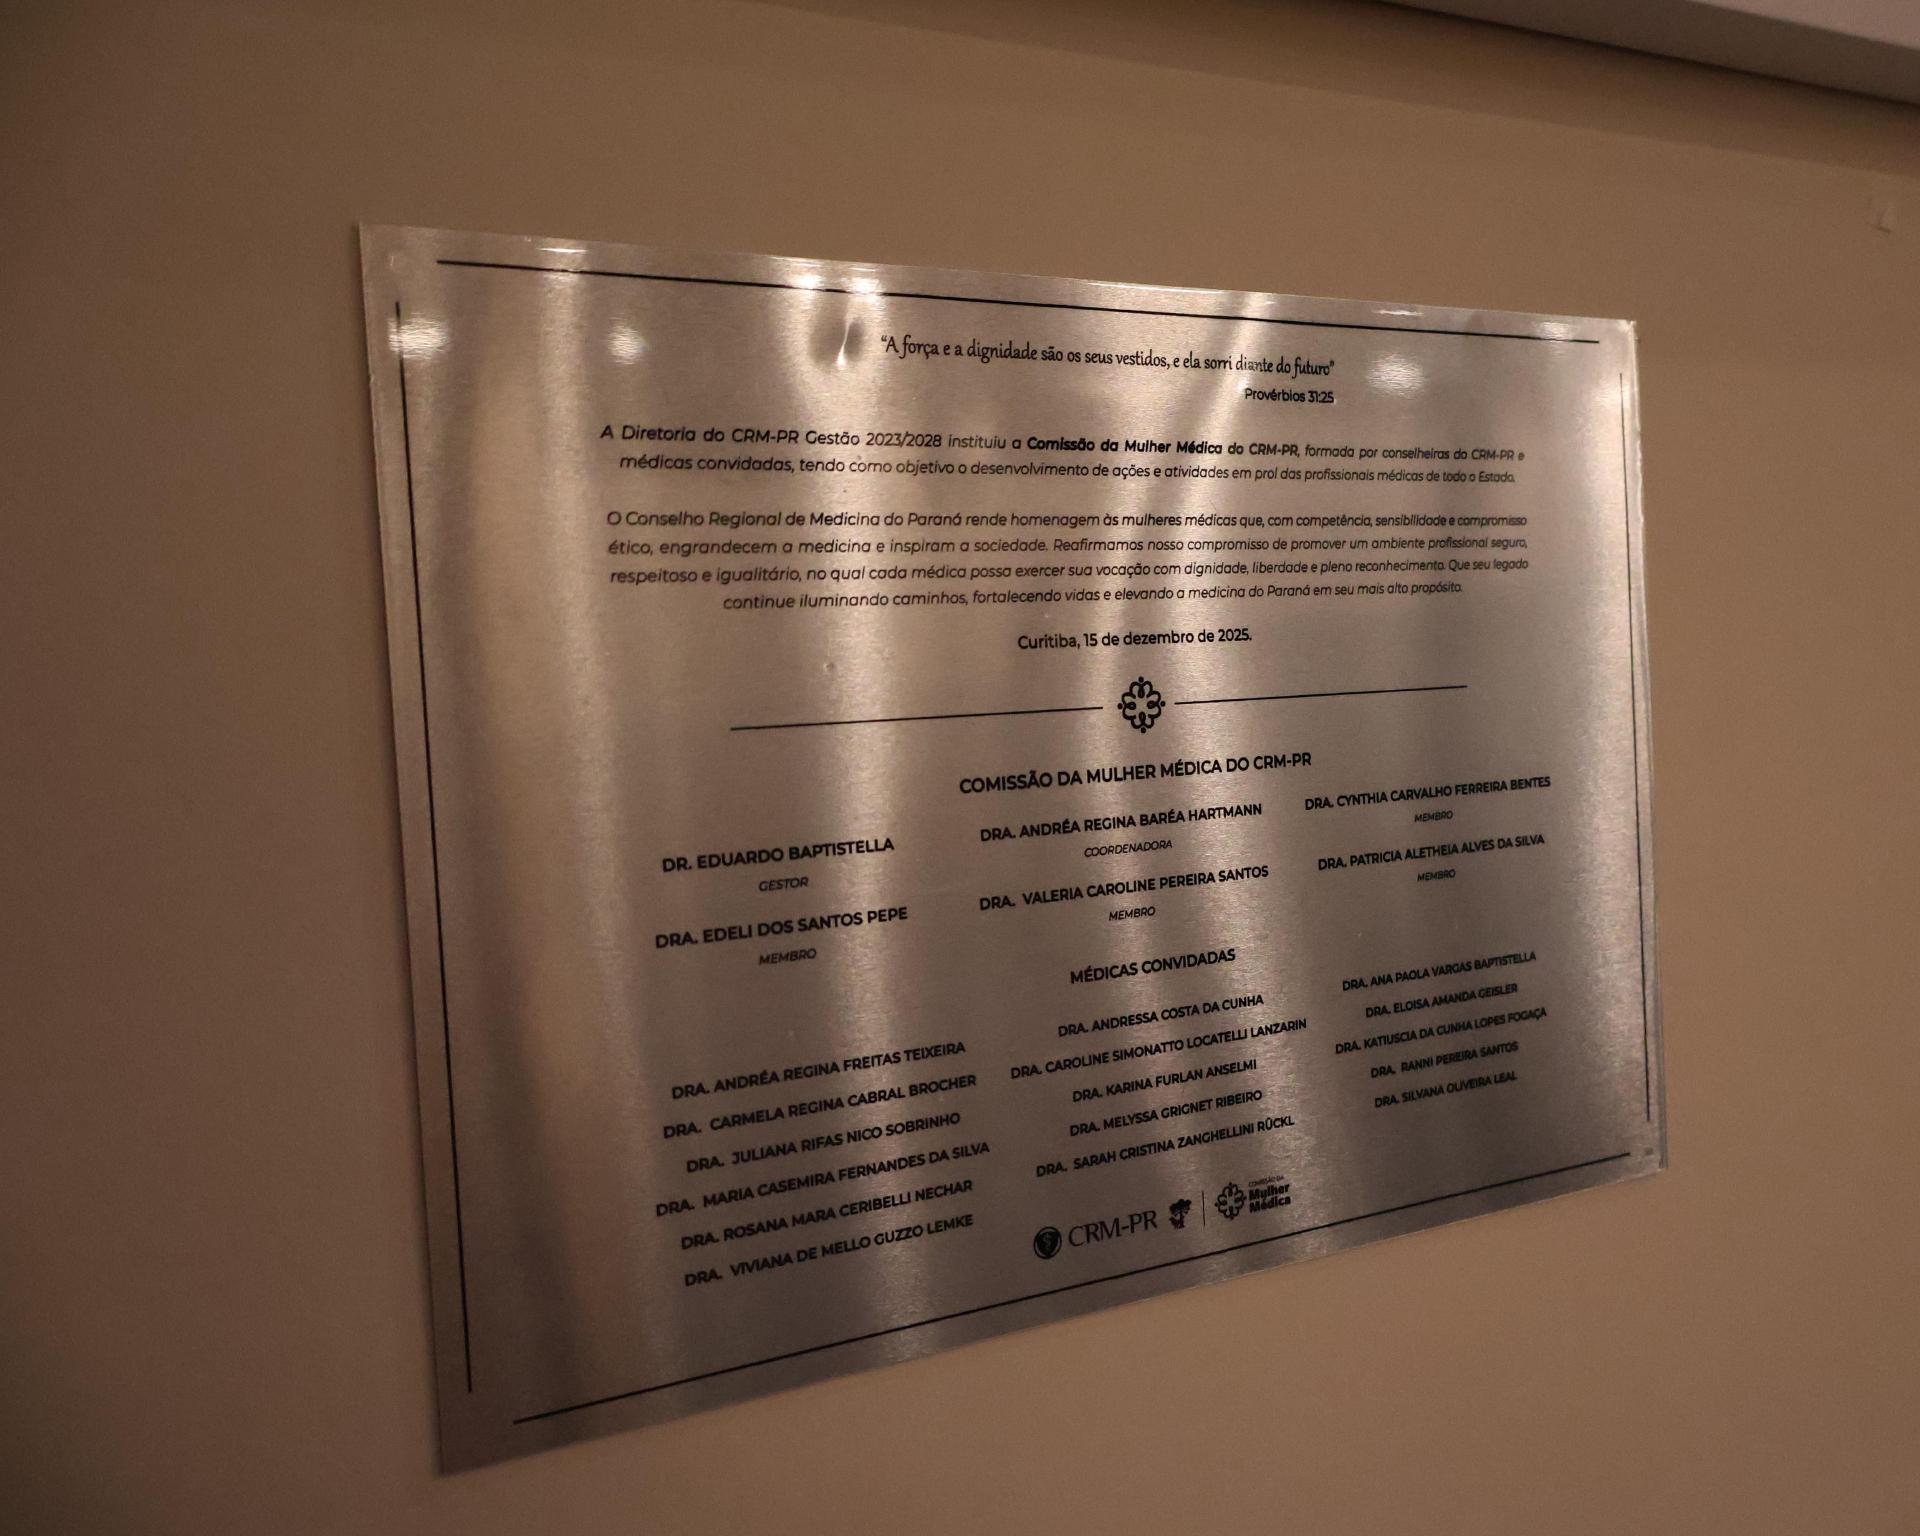 "A força e a dignidade são os seus vestidos, e ela sorri diante do futuro"
Provérbios 31:25
A Diretoria do CRM-PR Gestão 2023/2028 instituiu a Comissão da Mulher Médica do CRM-PR, formada por conselheiras do CRM-PR e
médicas convidadas, tendo como objetivo o desenvolvimento de ações e atividades em prol das profissionais médicas de todo o Estado.
O Conselho Regional de Medicina do Paraná rende homenagem às mulheres médicas que, com competência, sensibilidade e compromisso
ético, engrandecem a medicina e inspiram a sociedade. Reafirmamos nosso compromisso de promover um ambiente profissional seguro,
respeitoso e igualitário, no qual cada médica possa exercer sua vocação com dignidade, liberdade e pleno reconhecimento. Que seu legado
continue iluminando caminhos, fortalecendo vidas e elevando a medicina do Paraná em seu mais alto propósito.
Curitiba, 15 de dezembro de 2025.
COMISSÃO DA MULHER MÉDICA DO CRM-PR
DR. EDUARDO BAPTISTELLA
GESTOR
DRA. EDELI DOS SANTOS PEPE
MEMBRO
DRA. ANDRÉA REGINA BARÉA HARTMANN
COORDENADORA
DRA. VALERIA CAROLINE PEREIRA SANTOS
MEMBRO
DRA. CYNTHIA CARVALHO FERREIRA BENTES
MEMBRO
DRA. PATRICIA ALETHEIA ALVES DA SILVA
MEMBRO
MÉDICAS CONVIDADAS
DRA. ANDRÉA REGINA FREITAS TEIXEIRA
DRA. CARMELA REGINA CABRAL BROCHER
DRA. JULIANA RIFAS NICO SOBRINHO
DRA. MARIA CASEMIRA FERNANDES DA SILVA
DRA. ROSANA MARA CERIBELLI NECHAR
DRA. VIVIANA DE MELLO GUZZO LEMKE
DRA. ANDRESSA COSTA DA CUNHA
DRA. CAROLINE SIMONATTO LOCATELLI LANZARIN
DRA. KARINA FURLAN ANSELMI
DRA. MELYSSA GRIGNET RIBEIRO
DRA. SARAH CRISTINA ZANGHELLINI RÜCKL
DRA. ANA PAOLA VARGAS BAPTISTELLA
DRA. ELOISA AMANDA GEISLER
DRA. KATIUSCIA DA CUNHA LOPES FOGAÇA
DRA. RANNI PEREIRA SANTOS
DRA. SILVANA OLIVEIRA LEAL
CRM-PR
COMISSÃO DA
Mulher
Médica